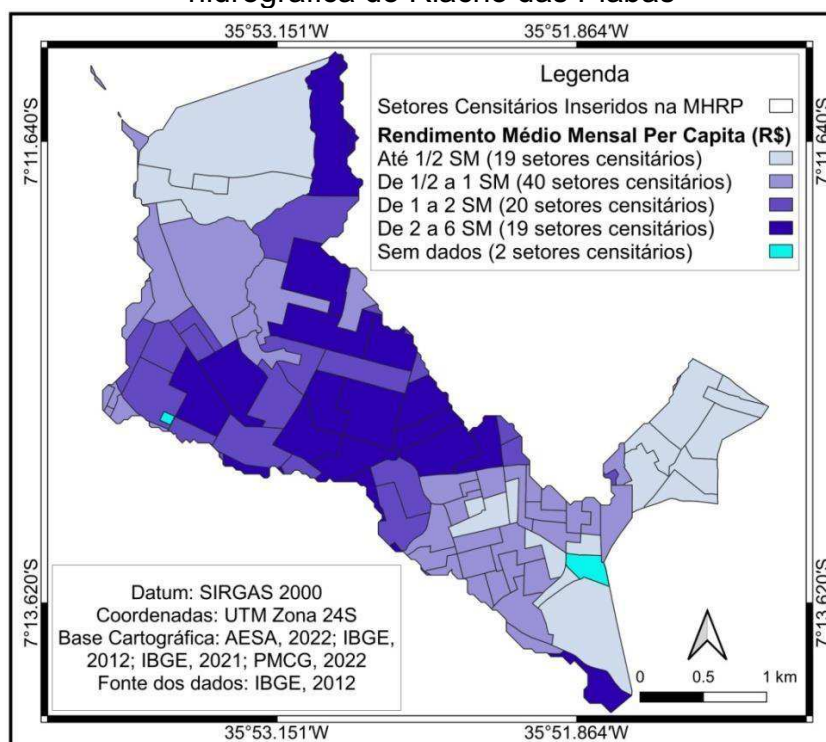 hidrográfica do Riacho das Piabas
35°53.151'W 35°51.864'W
Legenda
Setores Censitários Inseridos na MHRP
Rendimento Médio Mensal Per Capita (R$)
Até 1/2 SM (19 setores censitários)
De 1/2 a 1 SM (40 setores censitários)
De 1 a 2 SM (20 setores censitários)
De 2 a 6 SM (19 setores censitários)
Sem dados (2 setores censitários)
7°11.640'S 7°11.640'S
7°13.620'S 7°13.620'S
Datum: SIRGAS 2000
Coordenadas: UTM Zona 24S
Base Cartográfica: AESA, 2022; IBGE,
2012; IBGE, 2021; PMCG, 2022
Fonte dos dados: IBGE, 2012
0 0.5 1 km
35°53.151'W 35°51.864'W